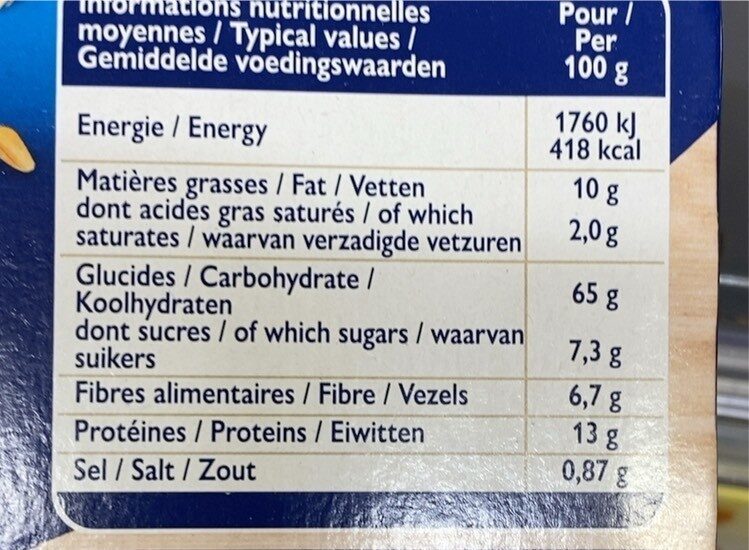 Informations nutritionnelles
moyennes / Typical values /
Gemiddelde voedingswaarden
Pour /
Per
100 g
Energie / Energy
1760 kJ
418 kcal
Matières grasses / Fat / Vetten
10 g
dont acides gras saturés / of which
saturates / waarvan verzadigde vetzuren
2,0 g
Glucides / Carbohydrate /
Koolhydraten
65 g
dont sucres / of which sugars / waarvan
suikers
7,3 g
Fibres alimentaires / Fibre / Vezels
6,7 g
Protéines / Proteins / Eiwitten
13 g
Sel / Salt / Zout
0,87 g